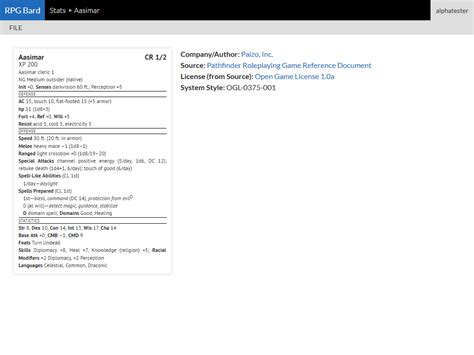 RPG Bard Stats ▸ Aasimar alphatester
FILE
Aasimar CR 1/2
XP 200
Aasimar cleric 1
NG Medium outsider (native)
Init +0, Senses darkvision 60 ft.; Perception +5
DEFENSE
AC 15, touch 10, flat-footed 15 (+5 armor)
hp 11 (1d8+3)
Fort +4, Ref +0, Will +5
Resist acid 5, cold 5, electricity 5
OFFENSE
Speed 30 ft. (20 ft. in armor)
Melee heavy mace −1 (1d8−1)
Ranged light crossbow +0 (1d8/19−20)
Special Attacks channel positive energy (5/day, 1d6, DC 12),
rebuke death (1d4+1, 6/day); touch of good (6/day)
Spell-Like Abilities (CL 1st)
1/day—daylight
Spells Prepared (CL 1st)
1st—bless, command (DC 14), protection from evilD
0 (at will)—detect magic, guidance, stabilize
D domain spell; Domains Good, Healing
STATISTICS
Str 8, Dex 10, Con 14, Int 13, Wis 17, Cha 14
Base Atk +0; CMB −1; CMD 9
Feats Turn Undead
Skills Diplomacy +8, Heal +7, Knowledge (religion) +5; Racial
Modifiers +2 Diplomacy, +2 Perception
Languages Celestial, Common, Draconic
Company/Author: Paizo, Inc.
Source: Pathfinder Roleplaying Game Reference Document
License (from Source): Open Game License 1.0a
System Style: OGL-0375-001